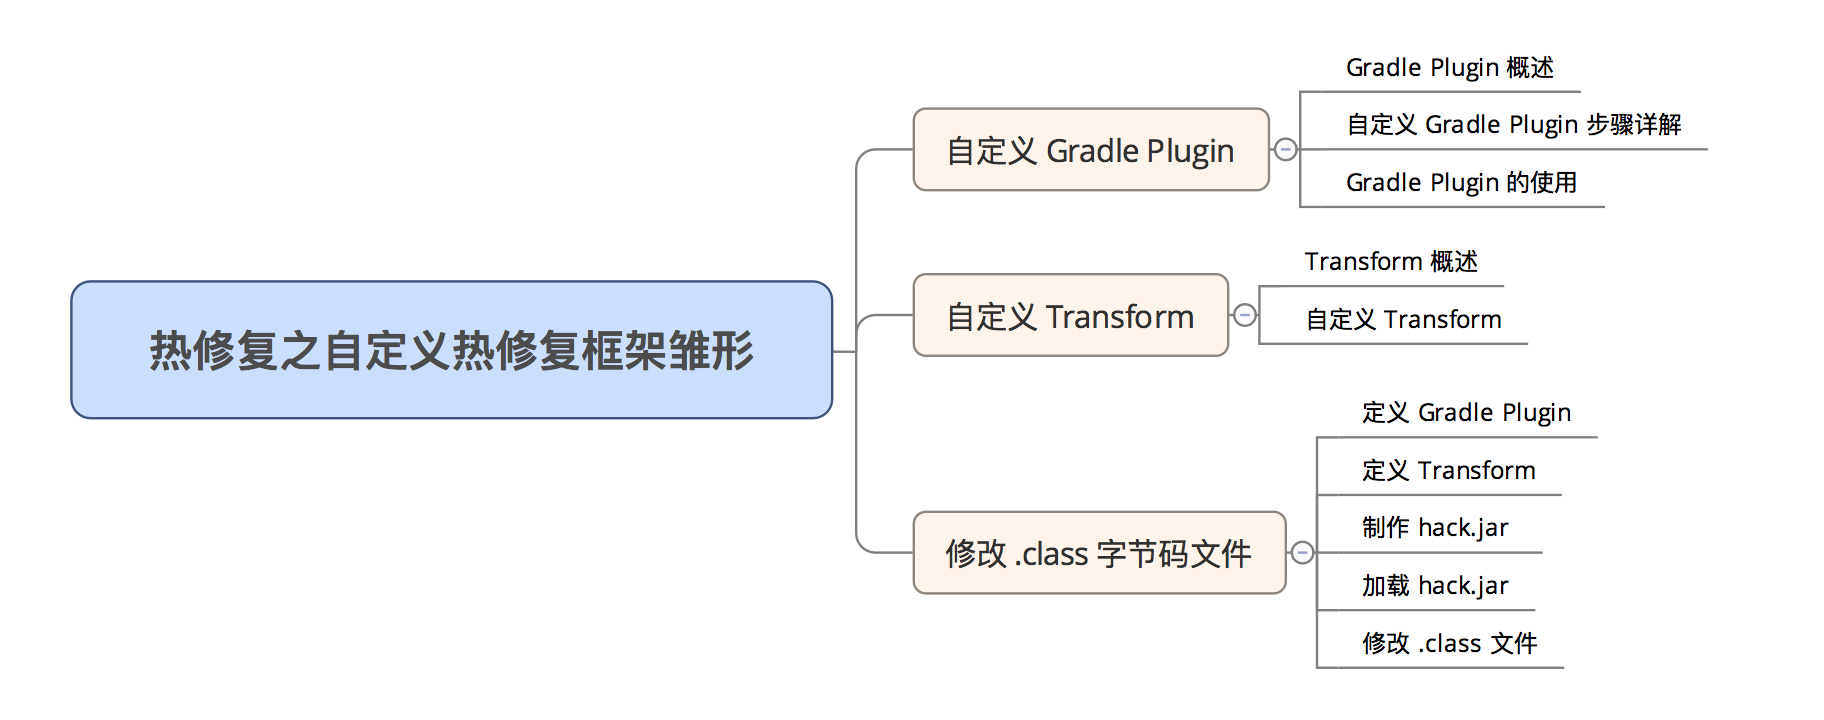 热修复之自定义热修复框架雏形
自定义 Gradle Plugin
Gradle Plugin 概述
自定义 Gradle Plugin 步骤详解
Gradle Plugin 的使用
自定义 Transform
Transform 概述
自定义 Transform
修改 .class 字节码文件
定义 Gradle Plugin
定义 Transform
制作 hack.jar
加载 hack.jar
修改 .class 文件